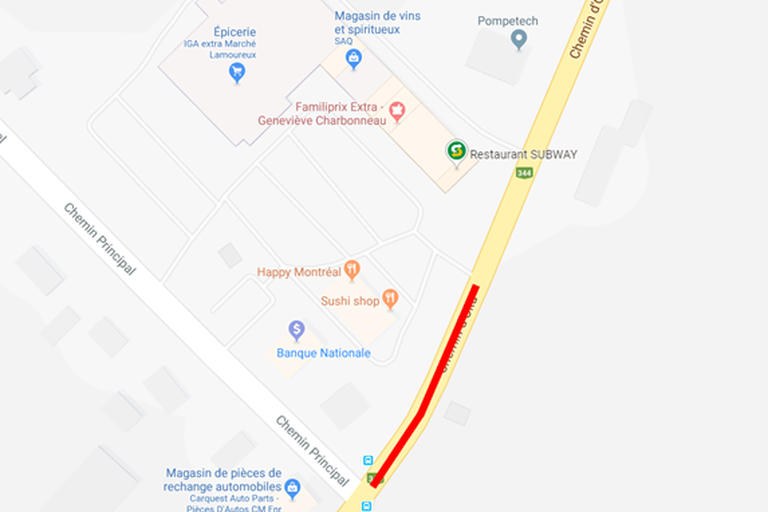 Magasin de vins
et spiritueux
SAQ
Pompetech
Chemin d'O
Épicerie
IGA extra Marché
Lamoureux
Familiprix Extra -
Geneviève Charbonneau
Restaurant SUBWAY
344
Chemin Principal
Happy Montréal
Sushi shop
Chemin d'Oka
$
Banque Nationale
Chemin Principal
Magasin de pièces de
rechange automobiles
Carquest Auto Parts -
Pièces D'Autos CM Enr